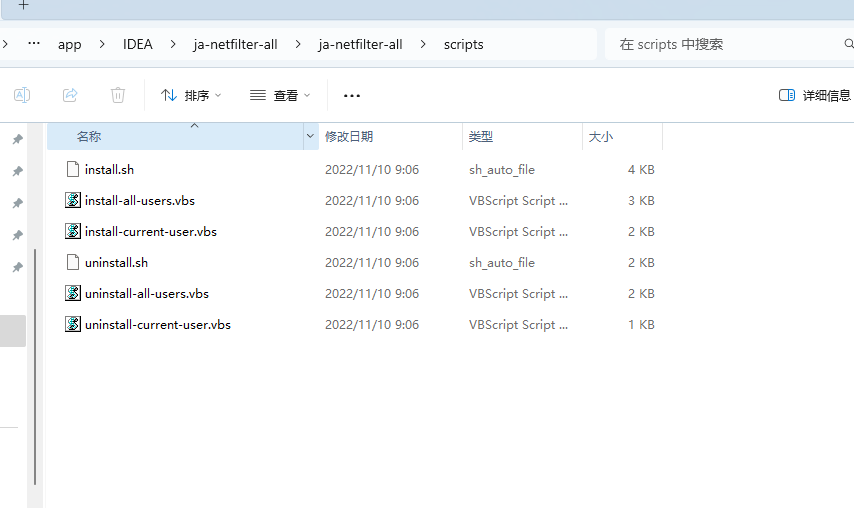 app IDEA ja-netfilter-all ja-netfilter-all scripts 在 scripts 中搜索
排序 查看 详细信息
名称 修改日期 类型 大小
install.sh 2022/11/10 9:06 sh_auto_file 4 KB
install-all-users.vbs 2022/11/10 9:06 VBScript Script ... 3 KB
install-current-user.vbs 2022/11/10 9:06 VBScript Script ... 2 KB
uninstall.sh 2022/11/10 9:06 sh_auto_file 2 KB
uninstall-all-users.vbs 2022/11/10 9:06 VBScript Script ... 2 KB
uninstall-current-user.vbs 2022/11/10 9:06 VBScript Script ... 1 KB